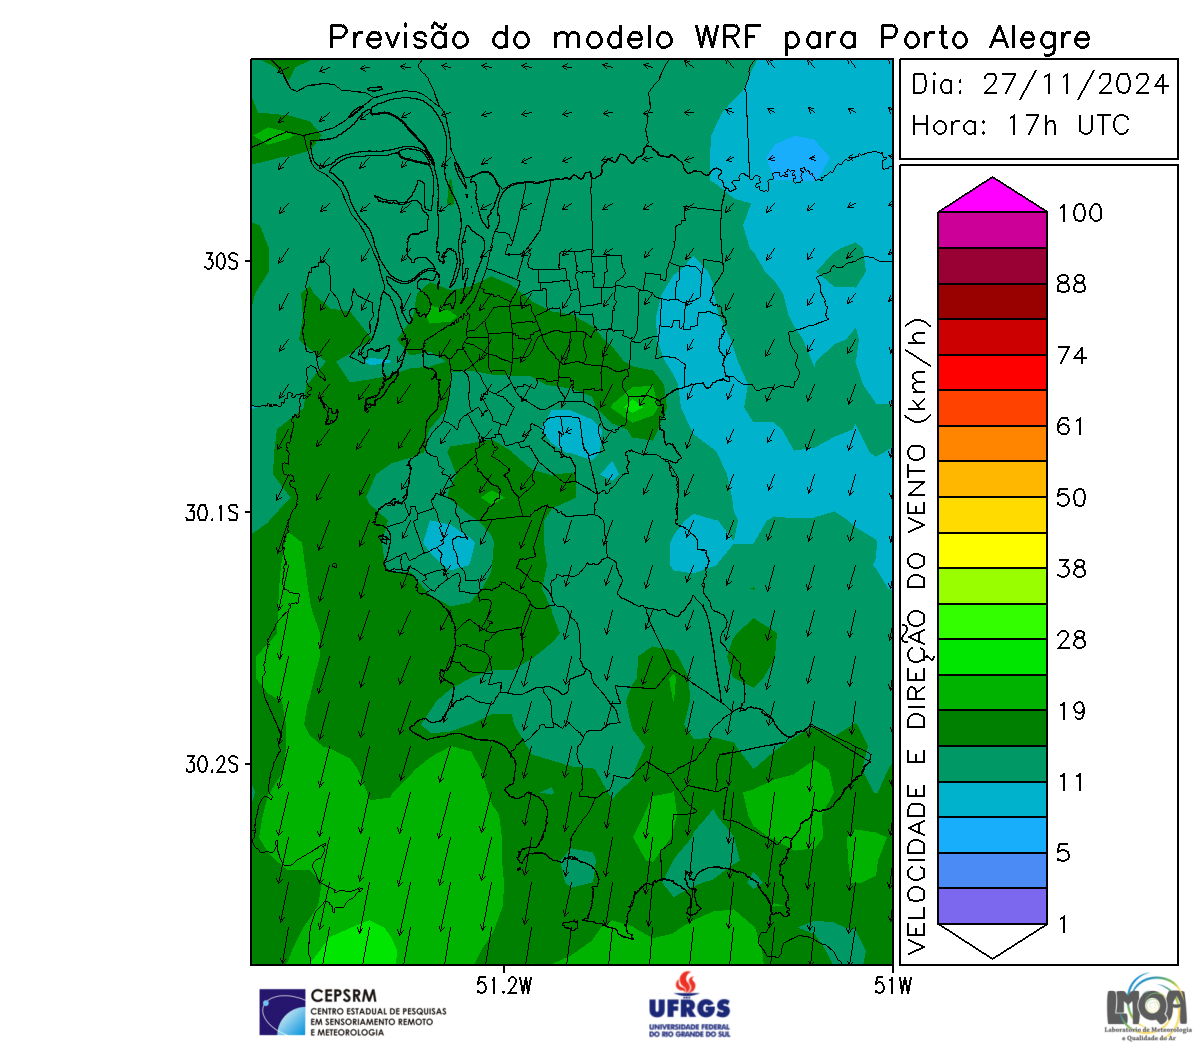 Previsão do modelo WRF para Porto Alegre
Dia: 27/11/2024
Hora: 17h UTC
30S
30.1S
30.2S
51.2W
51W
VELOCIDADE E DIREÇÃO DO VENTO (km/h)
100
88
74
61
50
38
28
19
11
5
1
CEPSRM
CENTRO ESTADUAL DE PESQUISAS
EM SENSORIAMENTO REMOTO
E METEOROLOGIA
UFRGS
UNIVERSIDADE FEDERAL
DO RIO GRANDE DO SUL
LMQA
Laboratório de Meteorologia
e Qualidade do Ar